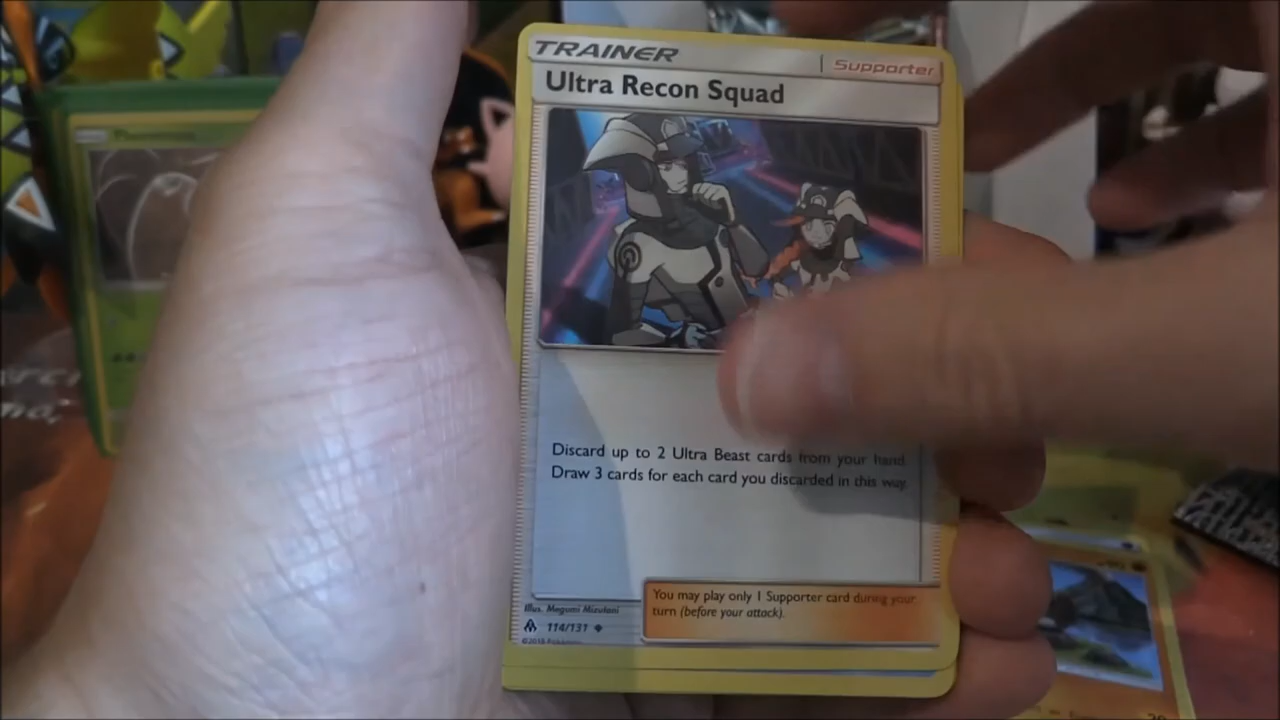 TRAINER
Supporter
Ultra Recon Squad
Discard up to 2 Ultra Beast cards from your hand.
Draw 3 cards for each card you discarded in this way.
You may play only 1 Supporter card during your
turn (before your attack).
Illus. Megumi Mizutani
114/131
©2018 Pokémon